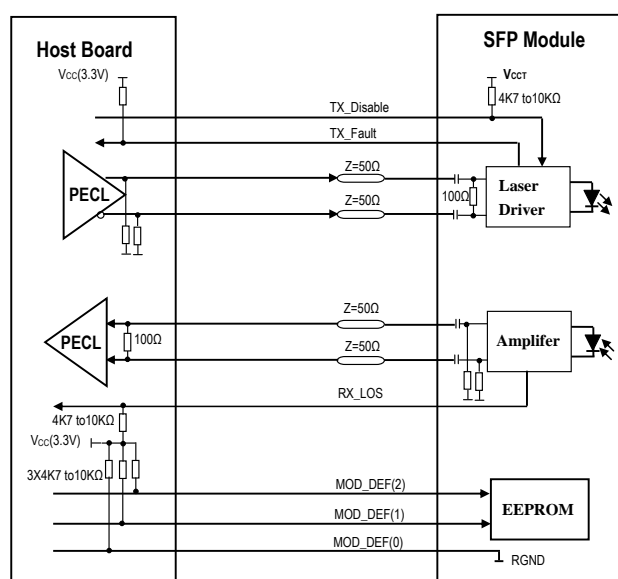 Host Board
SFP Module
Vcc(3.3V)
VCCT
4K7 to10KΩ
TX_Disable
TX_Fault
Z=50Ω
PECL
100Ω
Laser
Driver
Z=50Ω
Z=50Ω
PECL
100Ω
Amplifer
Z=50Ω
RX_LOS
4K7 to10KΩ
Vcc(3.3V)
3X4K7 to10KΩ
MOD_DEF(2)
EEPROM
MOD_DEF(1)
MOD_DEF(0)
RGND